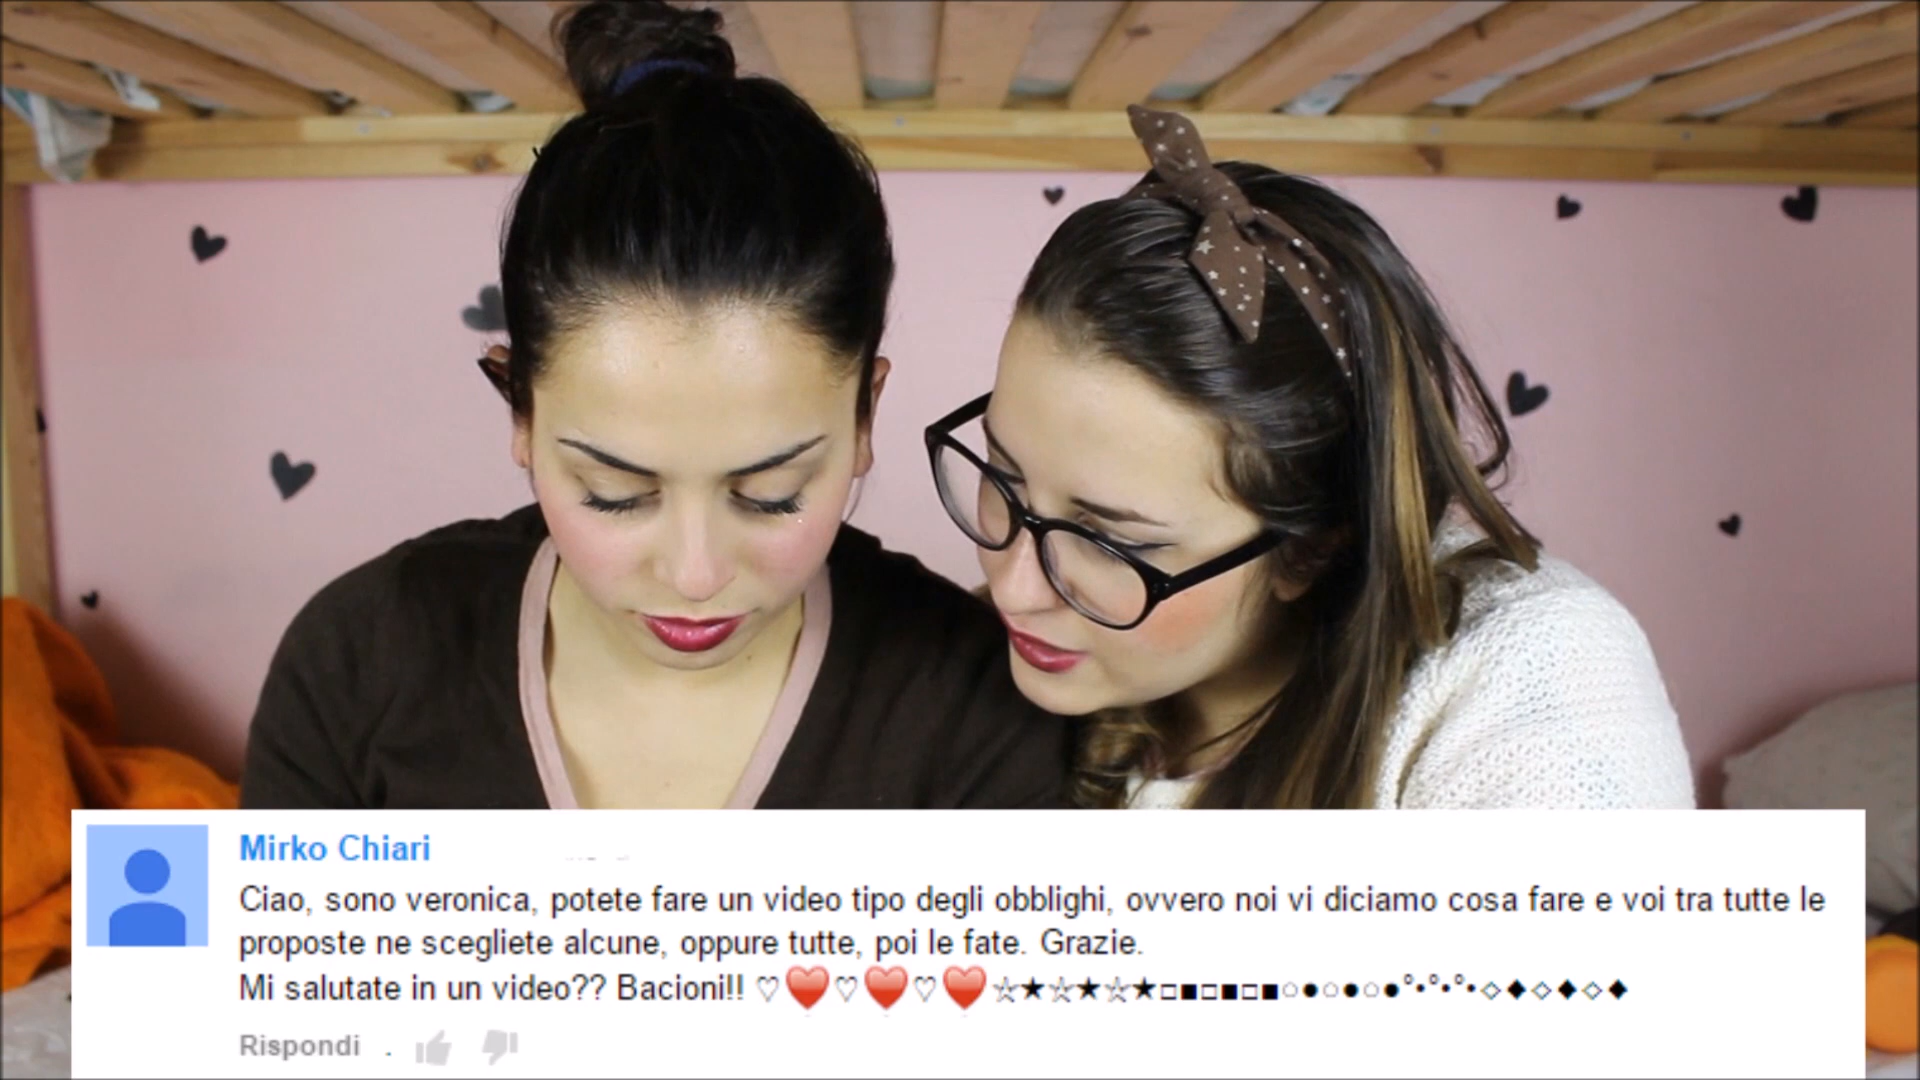 Mirko Chiari
Ciao, sono veronica, potete fare un video tipo degli obblighi, ovvero noi vi diciamo cosa fare e voi tra tutte le
proposte ne scegliete alcune, oppure tutte, poi le fate. Grazie.
Mi salutate in un video?? Bacioni!! ♡❤♡❤♡❤☆★☆★☆★□■□■□■○●○●○●°•°•°•◇◆◇◆◇◆
Rispondi .